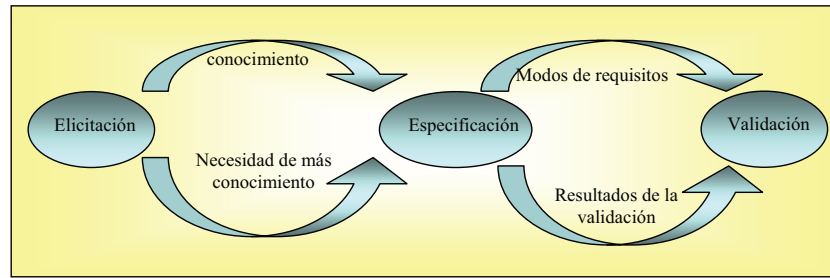 conocimiento
Modos de requisitos
Elicitación
Especificación
Validación
Necesidad de más
conocimiento
Resultados de la
validación